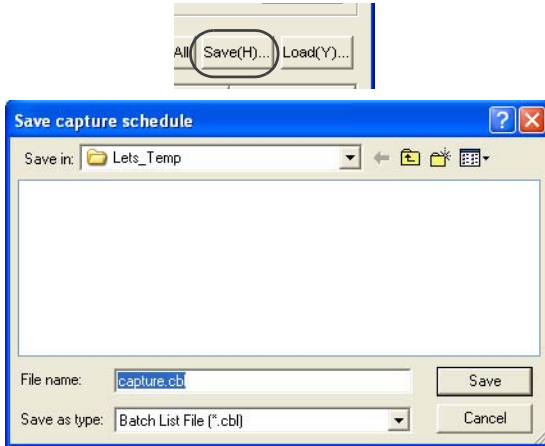 All Save(H)... Load(Y)...
Save capture schedule
Save in: Lets_Temp
File name: capture.cbl
Save as type: Batch List File (*.cbl)
Save
Cancel